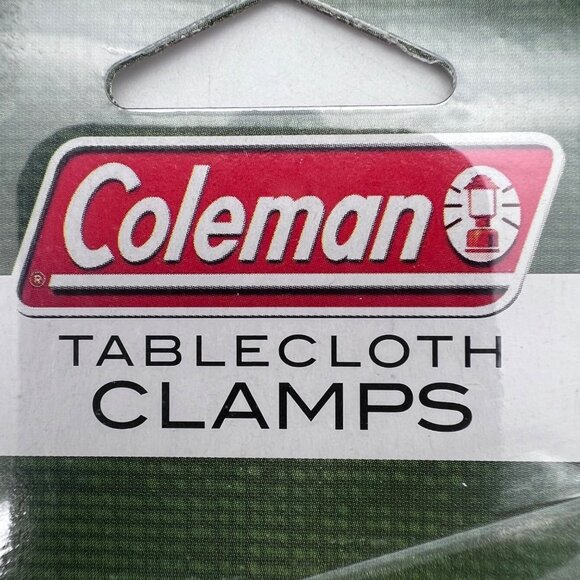 Coleman
®
TABLECLOTH
CLAMPS